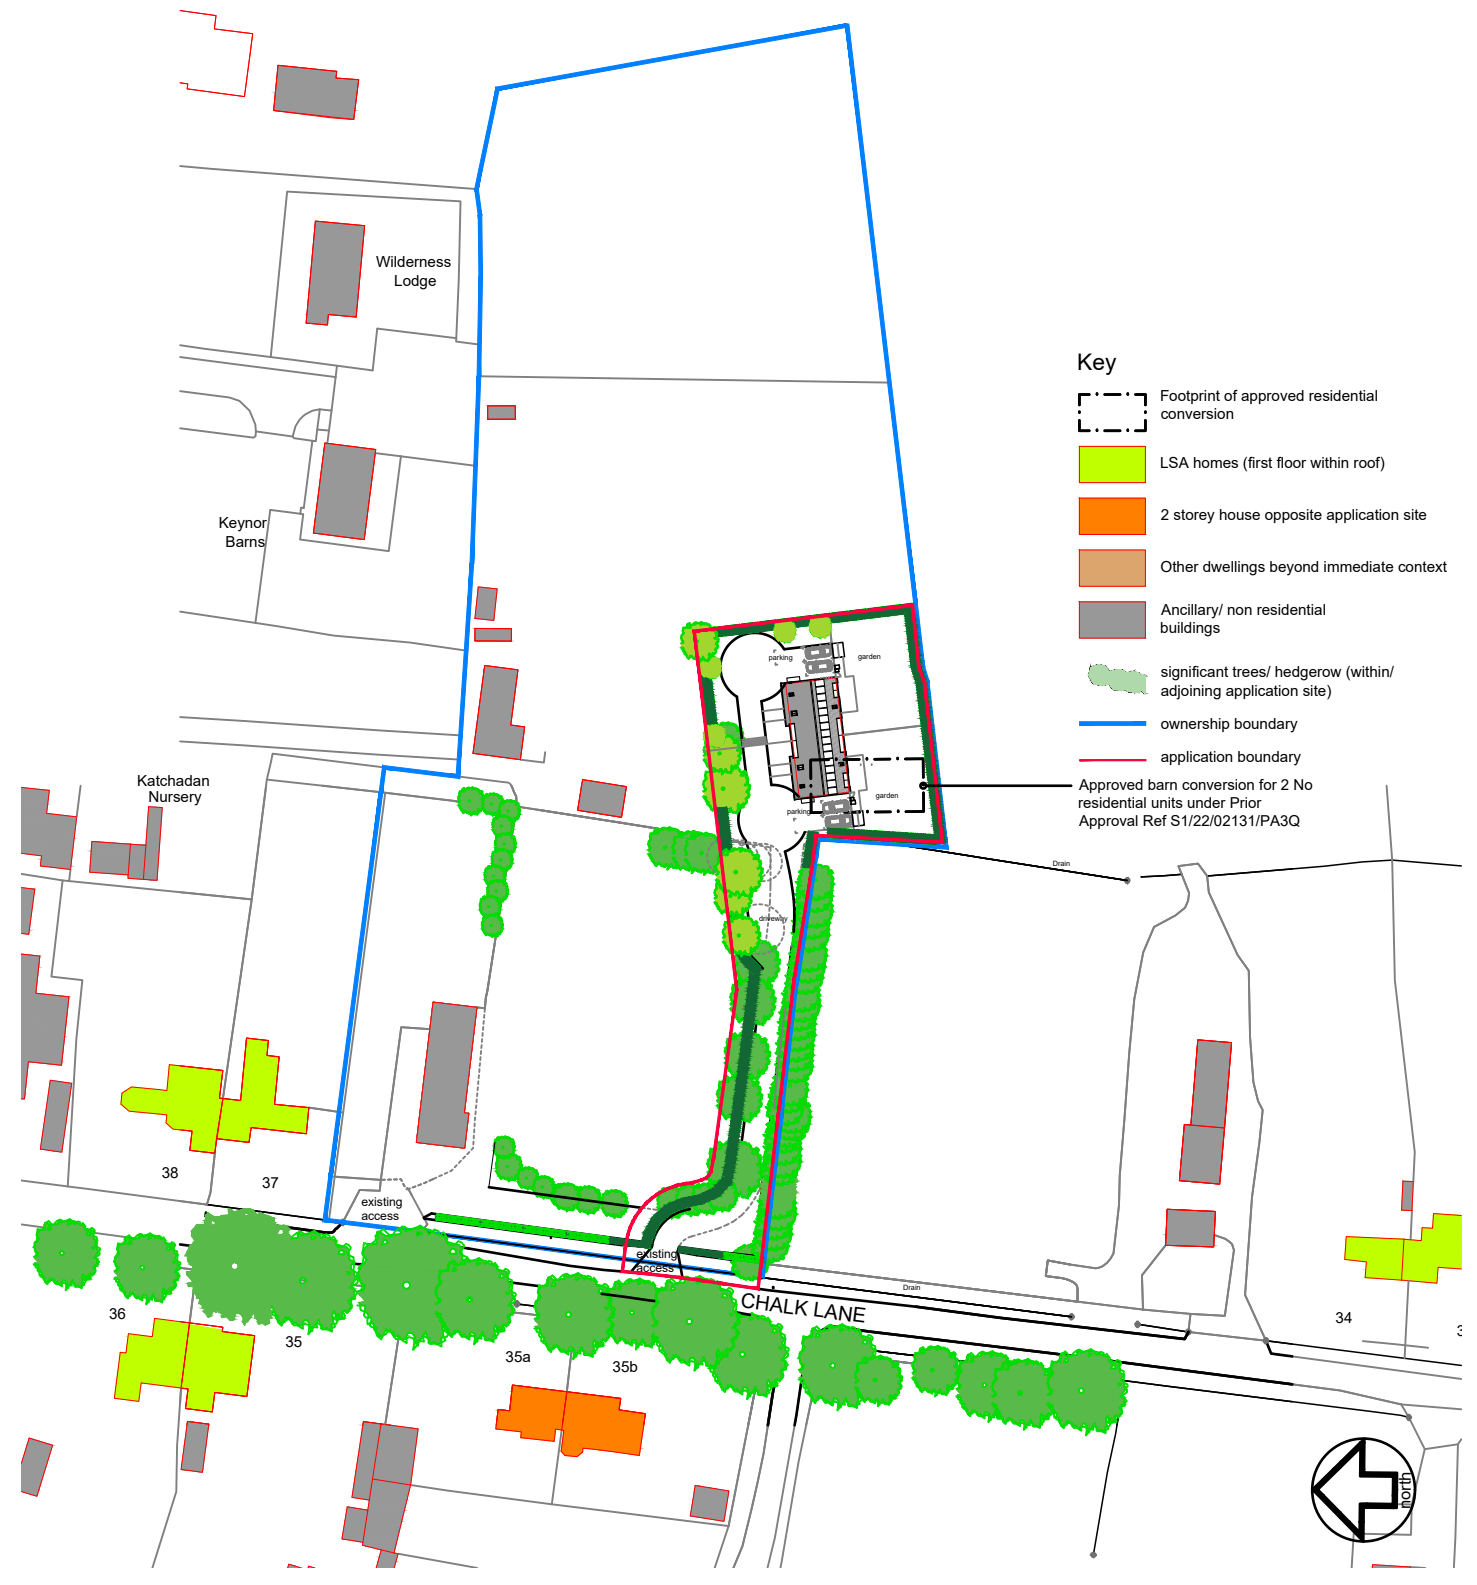 Wilderness
Lodge
Keynor
Barns
Katchadan
Nursery
Key
Footprint of approved residential
conversion
LSA homes (first floor within roof)
2 storey house opposite application site
Other dwellings beyond immediate context
Ancillary/ non residential
buildings
significant trees/ hedgerow (within/
adjoining application site)
ownership boundary
application boundary
Approved barn conversion for 2 No
residential units under Prior
Approval Ref S1/22/02131/PA3Q
parking
garden
garden
parking
driveway
Drain
38
37
existing
access
existing
access
Drain
CHALK LANE
36
35
35a
35b
34
3
north